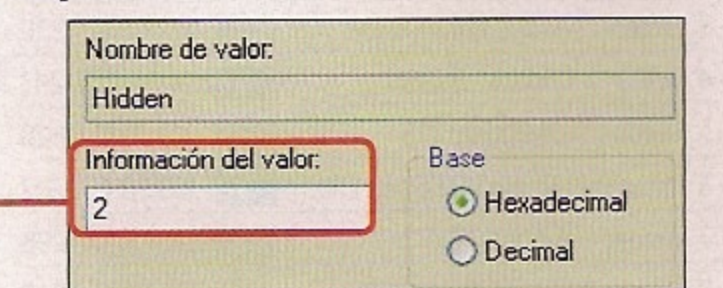 Nombre de valor:
Hidden
Información del valor:
2
Base
Hexadecimal
Decimal